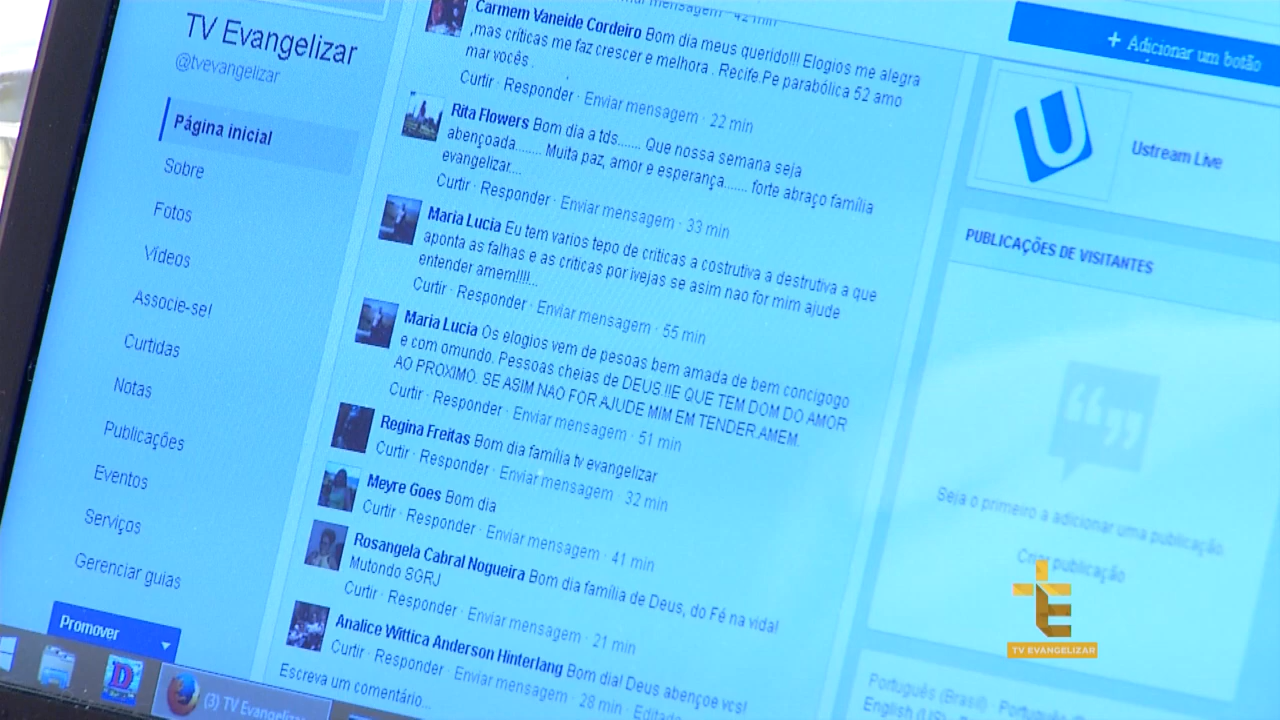 TV Evangelizar
@tvevangelizar
Página inicial
Sobre
Fotos
Vídeos
Associe-se!
Curtidas
Notas
Publicações
Eventos
Serviços
Gerenciar guias
Promover
mensagem · 42 min
Carmem Vaneide Cordeiro Bom dia meus querido!!! Elogios me alegra
,mas críticas me faz crescer e melhora . Recife.Pe parabólica 52 amo
mar vocês .
Curtir · Responder · Enviar mensagem · 22 min
Rita Flowers Bom dia a tds....... Que nossa semana seja
abençoada........ Muita paz, amor e esperança....... forte abraço família
evangelizar....
Curtir · Responder · Enviar mensagem · 33 min
Maria Lucia Eu tem varios tepo de críticas a costrutiva a destrutiva a que
aponta as falhas e as críticas por ivejas se asim nao for mim ajude
entender amem!!!!...
Curtir · Responder · Enviar mensagem · 55 min
Maria Lucia Os elogios vem de pesoas bem amada de bem concigogo
e com omundo. Pessoas cheias de DEUS.!!E QUE TEM DOM DO AMOR
AO PROXIMO. SE ASIM NAO FOR.AJUDE MIM EM TENDER.AMEM.
Curtir · Responder · Enviar mensagem · 51 min
Regina Freitas Bom dia família tv evangelizar
Curtir · Responder · Enviar mensagem · 32 min
Meyre Goes Bom dia
Curtir · Responder · Enviar mensagem · 41 min
Rosangela Cabral Nogueira Bom dia família de Deus, do Fé na vida!
Mutondo SGRJ
Curtir · Responder · Enviar mensagem · 21 min
Analice Wittica Anderson Hinterlang Bom dia! Deus abençoe vcs!
Curtir · Responder · Enviar mensagem · 28 min · Editado
Escreva um comentário...
+ Adicionar um botão
Ustream Live
PUBLICAÇÕES DE VISITANTES
Seja o primeiro a adicionar uma publicação.
Criar publicação
Português (Brasil) · Português
English (US)
(3) TV Evangeliza
TV EVANGELIZAR